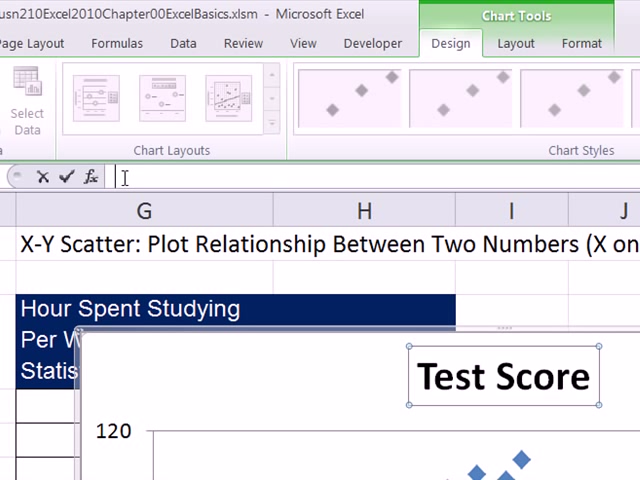 usn210Excel2010Chapter00ExcelBasics.xlsm - Microsoft Excel
Chart Tools
Page Layout Formulas Data Review View Developer Design Layout Format
Select
Data
Chart Layouts
Chart Styles
fx
G H I J
X-Y Scatter: Plot Relationship Between Two Numbers (X on
Hour Spent Studying
Per W
Statis
Test Score
120